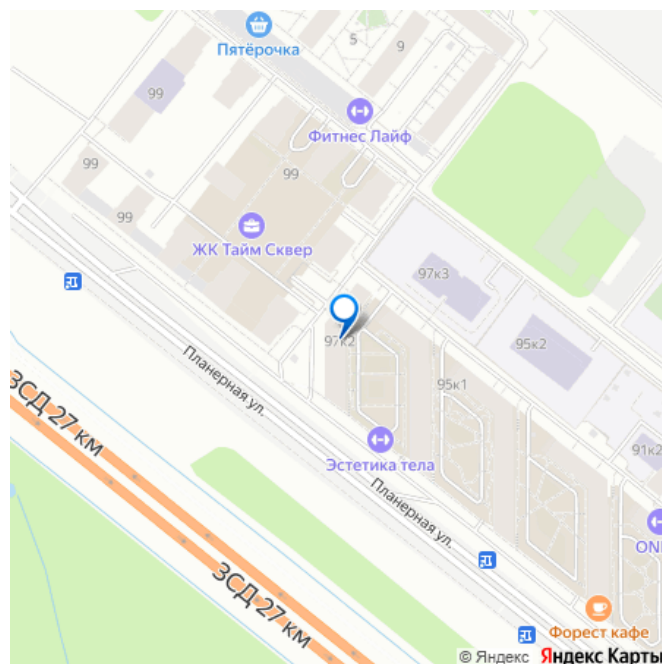 Пятёрочка
5
9
99
Фитнес Лайф
99
99
99
ЖК Тайм Сквер
97к3
97к2
95к2
Планерная ул.
95к1
ЗСД 27 км
91к2
Эстетика тела
Планерная ул.
ONE
ЗСД 27 км
Форест кафе
© Яндекс Яндекс Карты